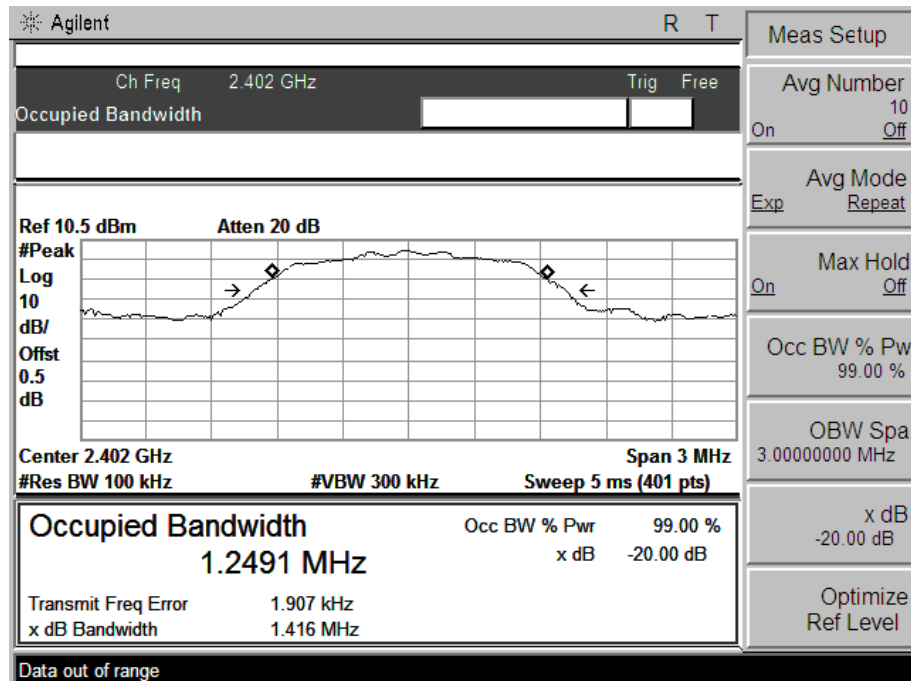 Agilent R T
Ch Freq 2.402 GHz Trig Free
Occupied Bandwidth
Ref 10.5 dBm Atten 20 dB
#Peak
Log
10
dB/
Offst
0.5
dB
Center 2.402 GHz Span 3 MHz
#Res BW 100 kHz #VBW 300 kHz Sweep 5 ms (401 pts)
Occupied Bandwidth Occ BW % Pwr 99.00 %
1.2491 MHz x dB -20.00 dB
Transmit Freq Error 1.907 kHz
x dB Bandwidth 1.416 MHz
Data out of range
Meas Setup
Avg Number
10
On Off
Avg Mode
Exp Repeat
Max Hold
On Off
Occ BW % Pw
99.00 %
OBW Spa
3.00000000 MHz
x dB
-20.00 dB
Optimize
Ref Level